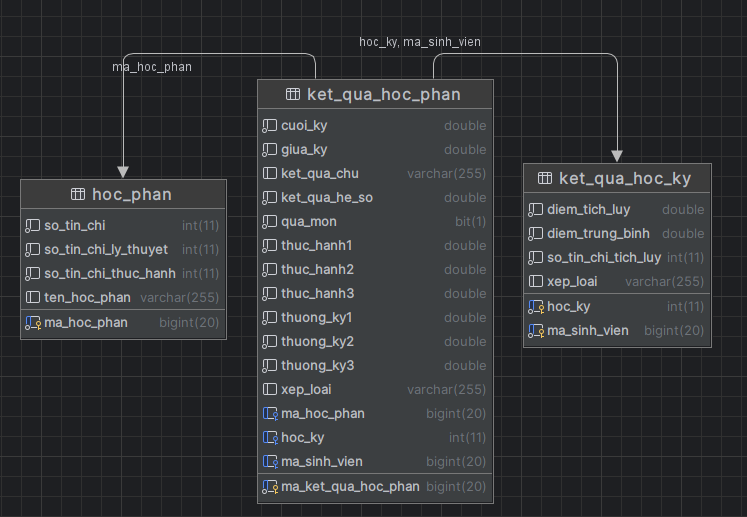 hoc_ky, ma_sinh_vien
ma_hoc_phan
ket_qua_hoc_phan
cuoi_ky double
giua_ky double
ket_qua_chu varchar(255)
ket_qua_he_so double
qua_mon bit(1)
thuc_hanh1 double
thuc_hanh2 double
thuc_hanh3 double
thuong_ky1 double
thuong_ky2 double
thuong_ky3 double
xep_loai varchar(255)
ma_hoc_phan bigint(20)
hoc_ky int(11)
ma_sinh_vien bigint(20)
ma_ket_qua_hoc_phan bigint(20)
hoc_phan
so_tin_chi int(11)
so_tin_chi_ly_thuyet int(11)
so_tin_chi_thuc_hanh int(11)
ten_hoc_phan varchar(255)
ma_hoc_phan bigint(20)
ket_qua_hoc_ky
diem_tich_luy double
diem_trung_binh double
so_tin_chi_tich_luy int(11)
xep_loai varchar(255)
hoc_ky int(11)
ma_sinh_vien bigint(20)